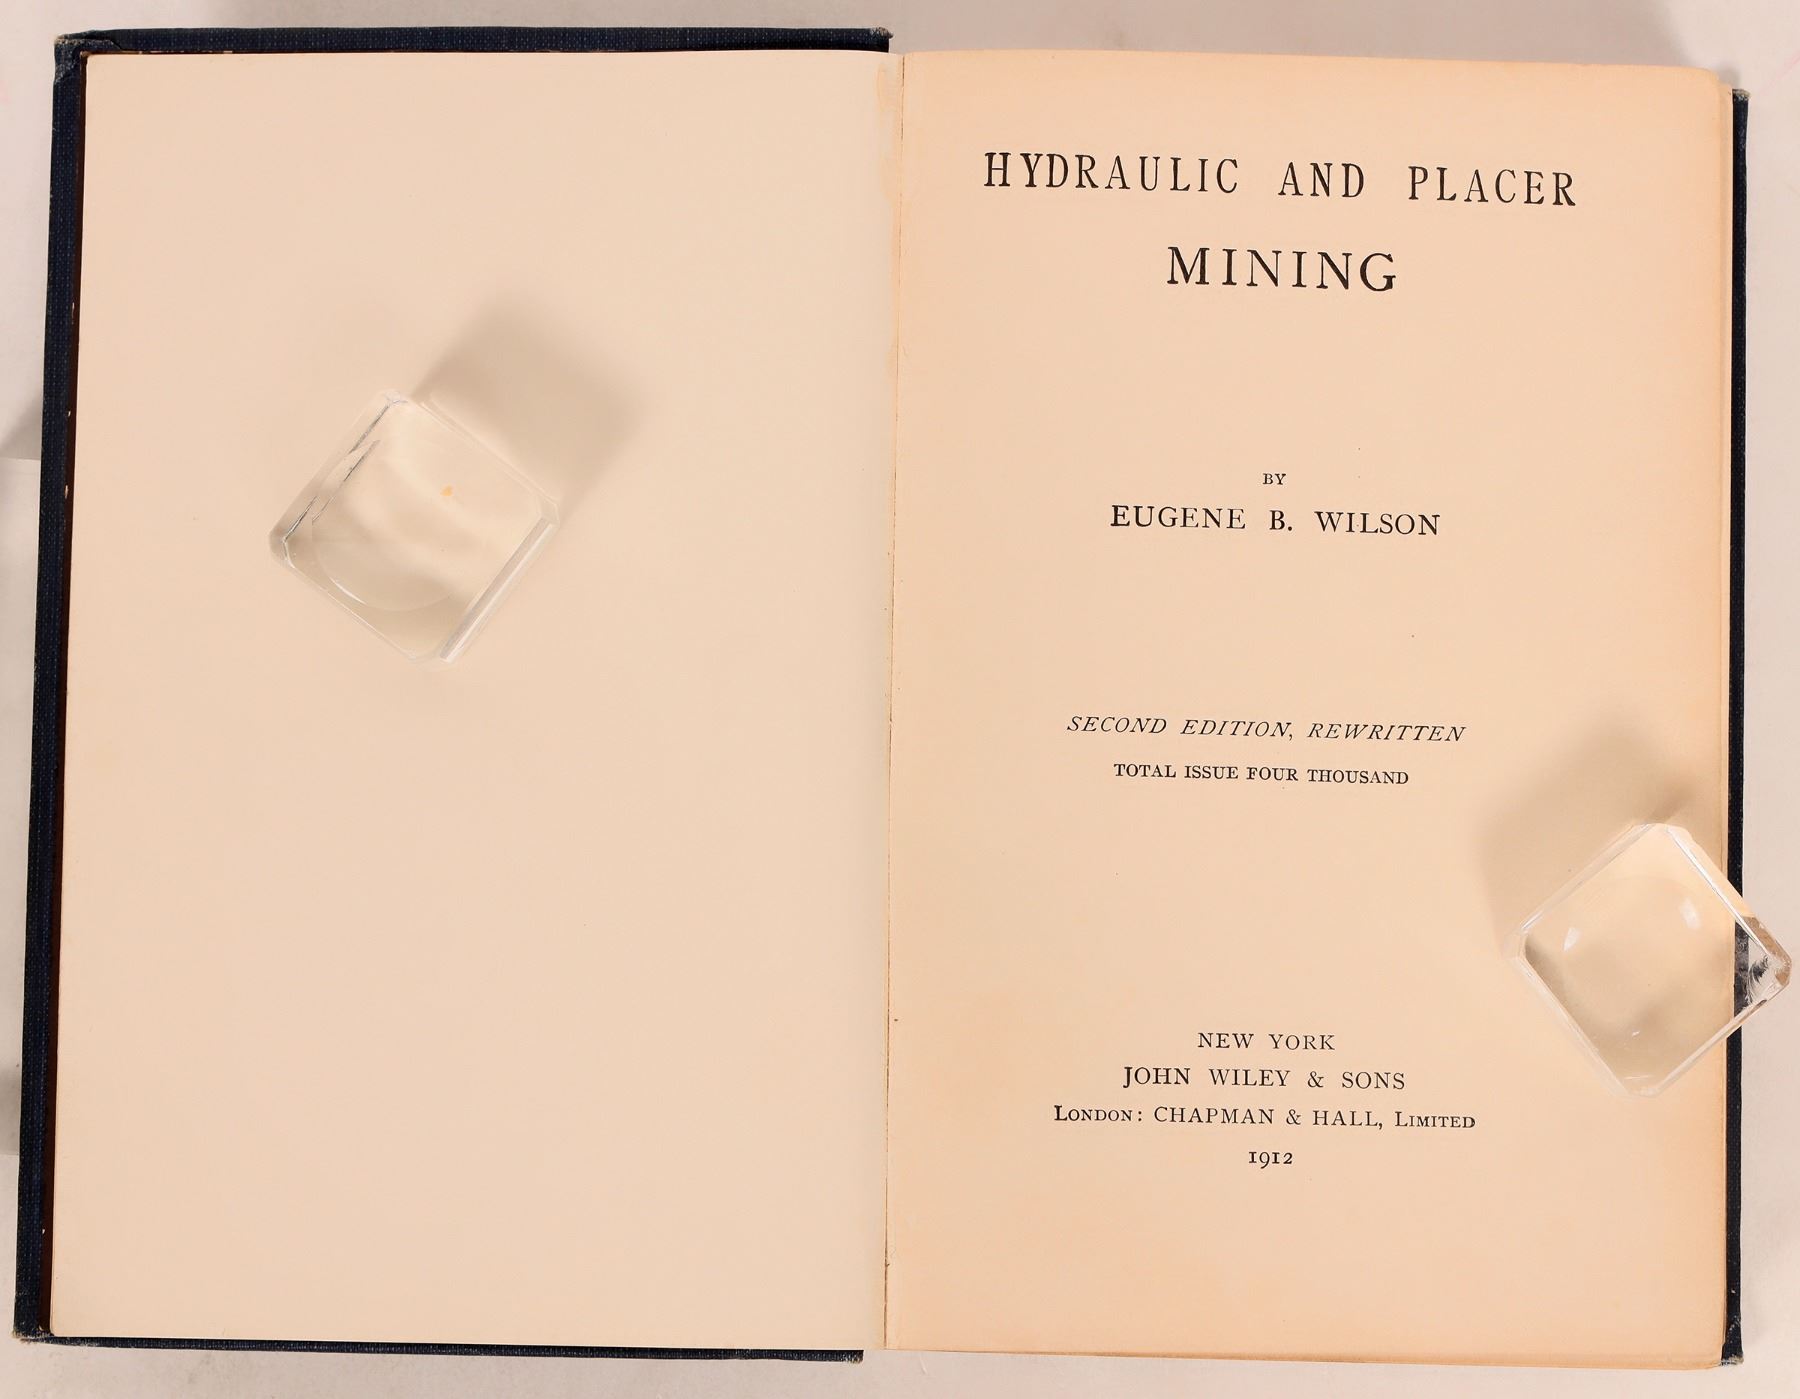 HYDRAULIC AND PLACER
MINING
BY
EUGENE B. WILSON
SECOND EDITION, REWRITTEN
TOTAL ISSUE FOUR THOUSAND
NEW YORK
JOHN WILEY & SONS
LONDON: CHAPMAN & HALL, LIMITED
1912